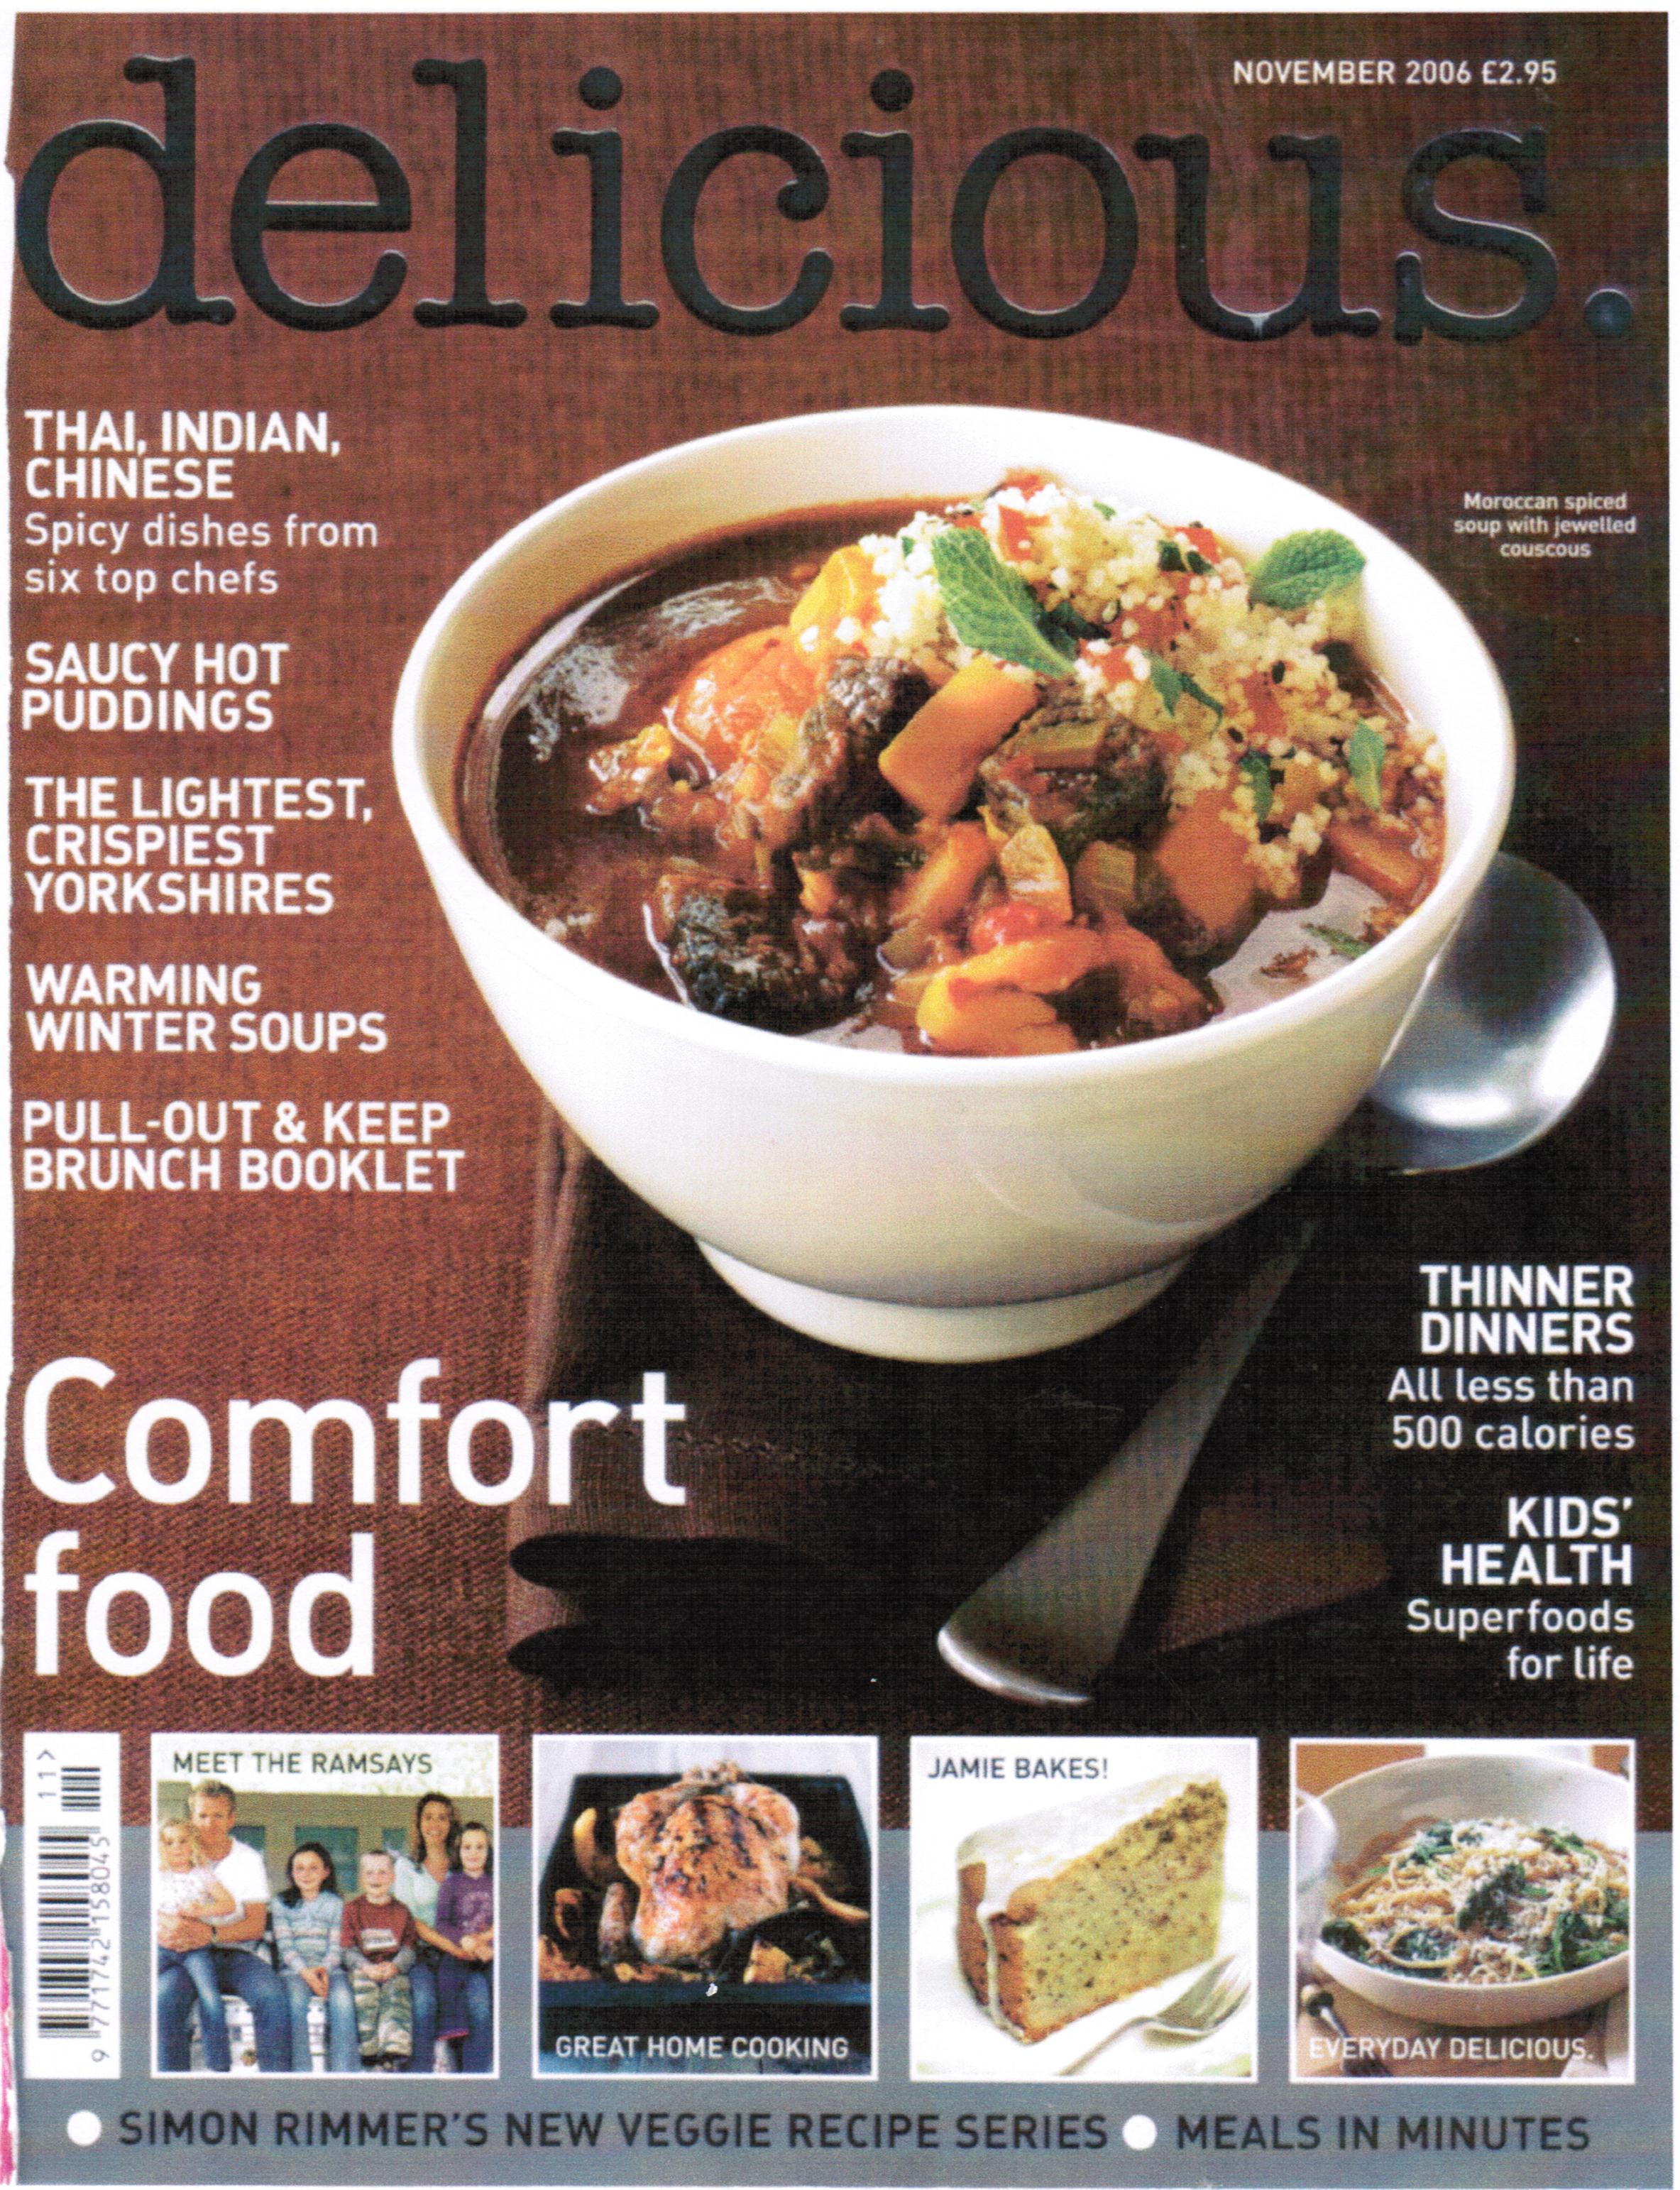 NOVEMBER 2006 £2.95
delicious.
THAI, INDIAN,
CHINESE
Spicy dishes from
six top chefs
SAUCY HOT
PUDDINGS
THE LIGHTEST,
CRISPIEST
YORKSHIRES
WARMING
WINTER SOUPS
PULL-OUT & KEEP
BRUNCH BOOKLET
Moroccan spiced
soup with jewelled
couscous
Comfort
food
THINNER
DINNERS
All less than
500 calories
KIDS'
HEALTH
Superfoods
for life
11>
9 771742 158045
MEET THE RAMSAYS
GREAT HOME COOKING
JAMIE BAKES!
EVERYDAY DELICIOUS.
● SIMON RIMMER'S NEW VEGGIE RECIPE SERIES ● MEALS IN MINUTES